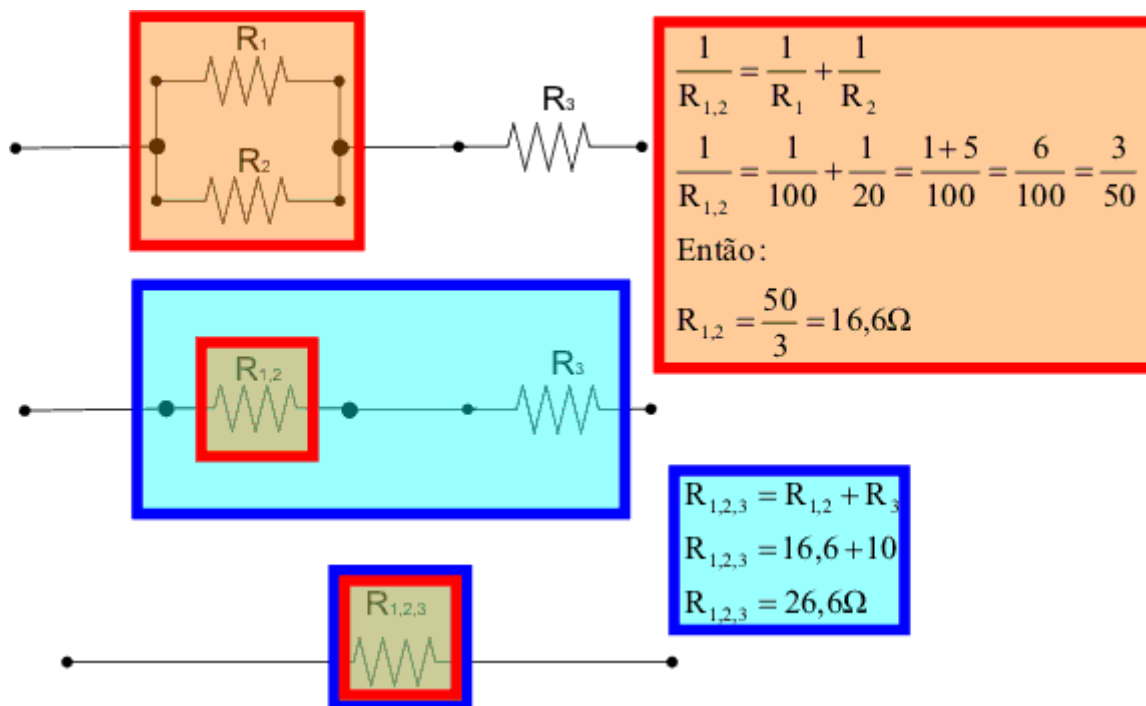 R₁
R₂
R₃
1/R₁,₂ = 1/R₁ + 1/R₂
1/R₁,₂ = 1/100 + 1/20 = 1+5/100 = 6/100 = 3/50
Então:
R₁,₂ = 50/3 = 16,6Ω
R₁,₂
R₃
R₁,₂,₃ = R₁,₂ + R₃
R₁,₂,₃ = 16,6 + 10
R₁,₂,₃ = 26,6Ω
R₁,₂,₃